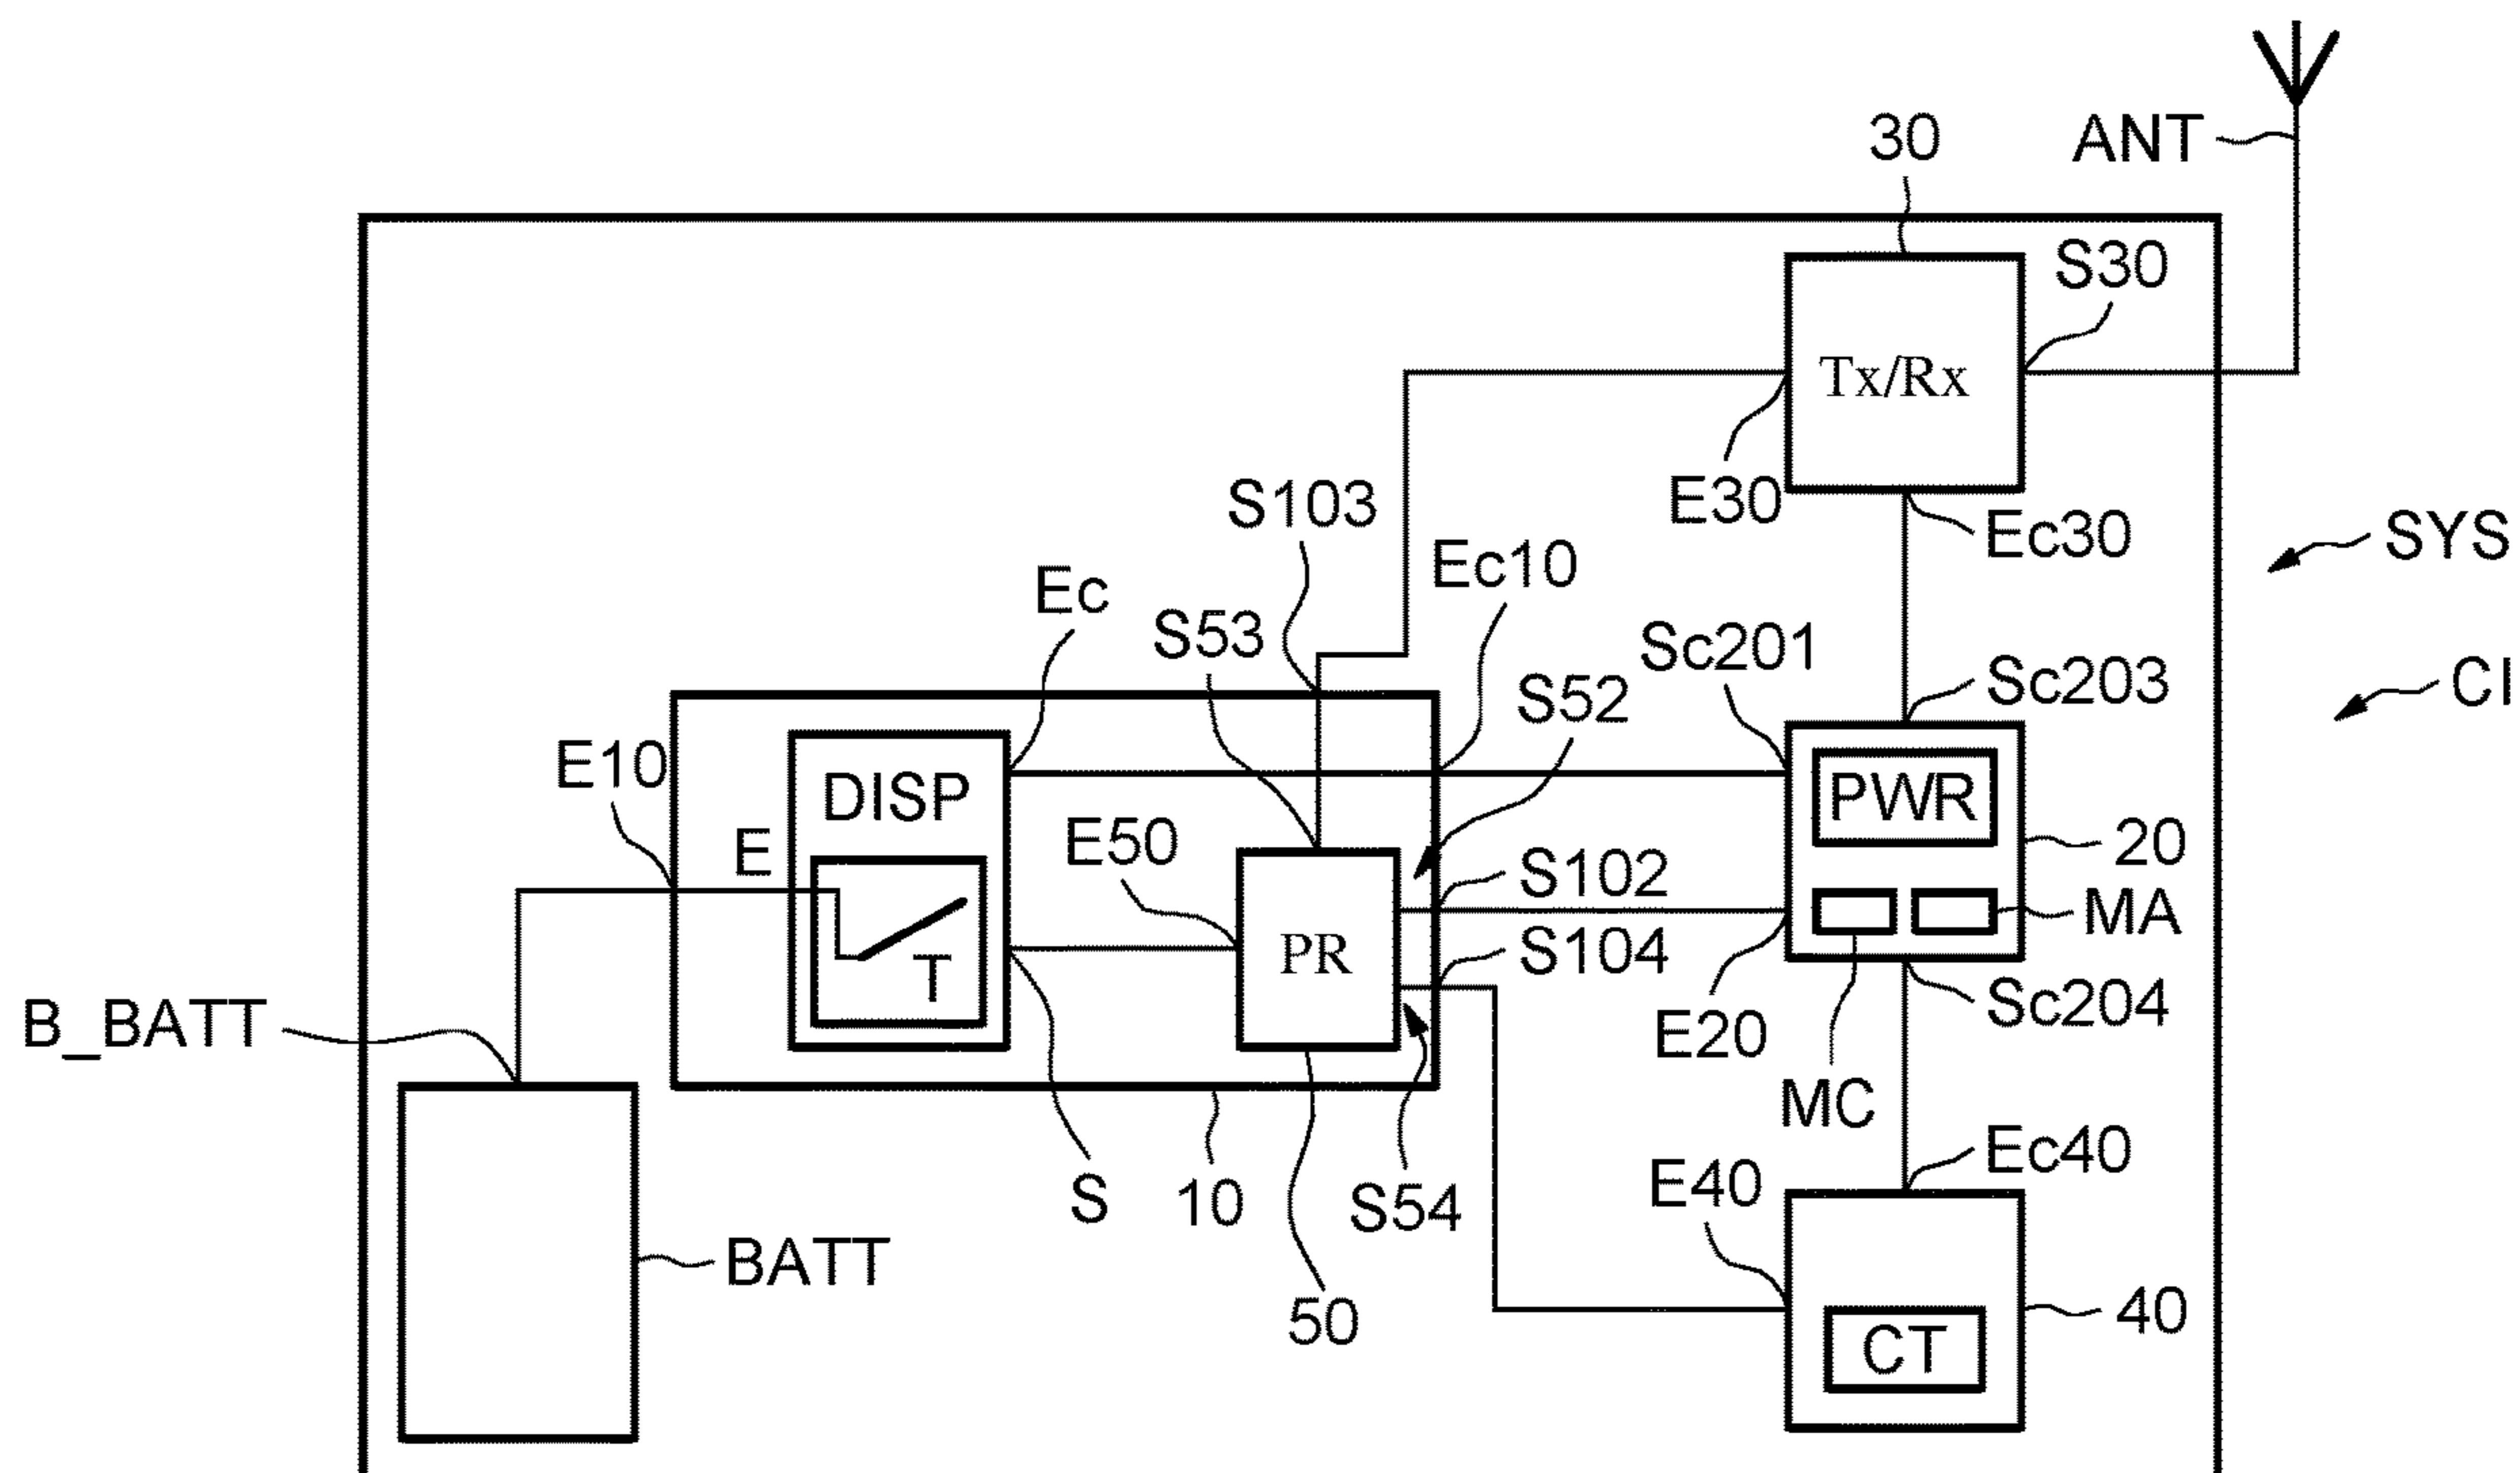 ANT
30
S30
Tx/Rx
S103
E30
Ec30
SYS
Ec10
Ec
S53
Sc201
Sc203
CI
S52
E10
DISP
PWR
E
E50
20
S102
MA
PR
S104
T
Sc204
B_BATT
E20
MC
Ec40
E40
S
10
S54
BATT
50
40
CT